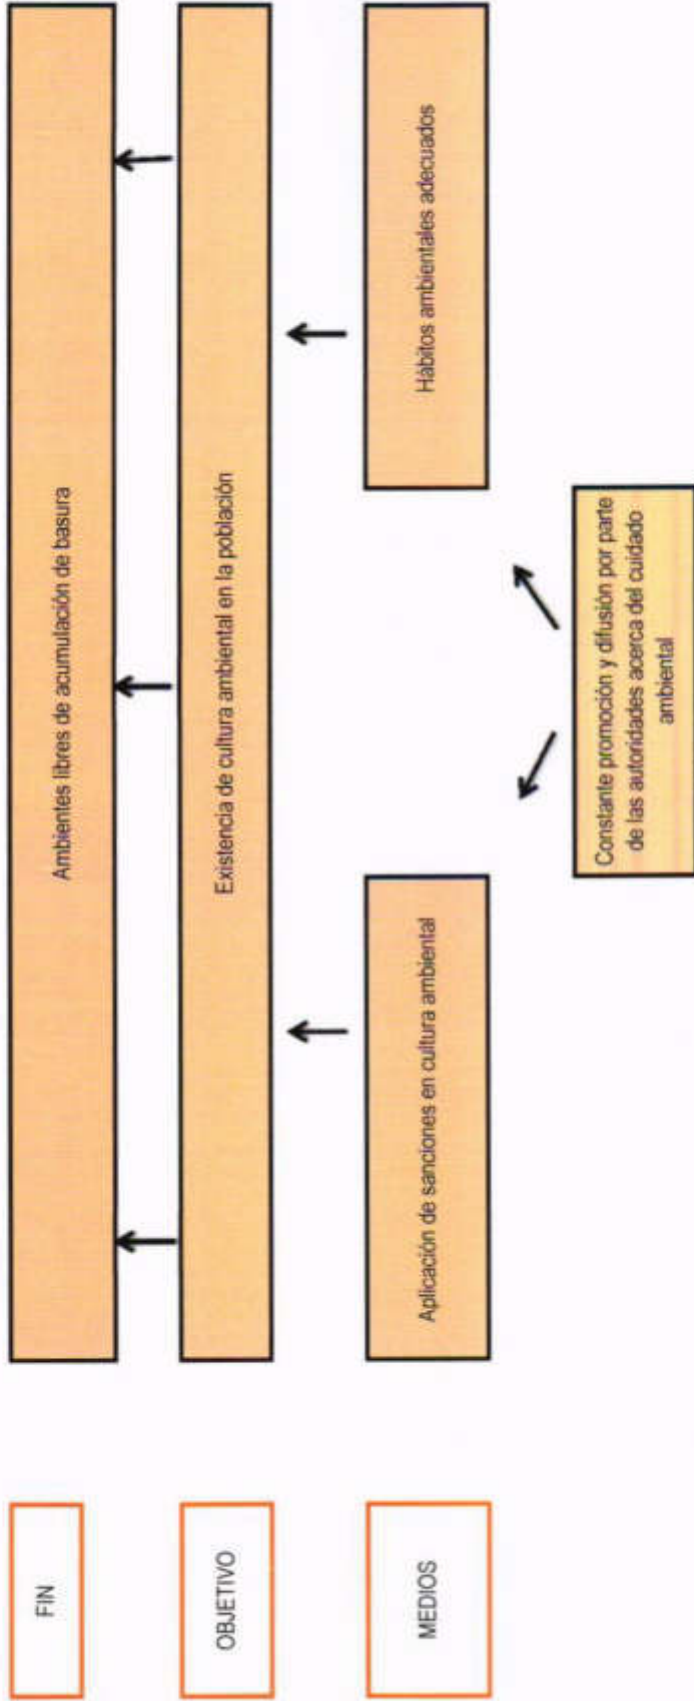 FIN
Ambientes libres de acumulación de basura
OBJETIVO
Existencia de cultura ambiental en la población
MEDIOS
Aplicación de sanciones en cultura ambiental
Hábitos ambientales adecuados
Constante promoción y difusión por parte
de las autoridades acerca del cuidado
ambiental